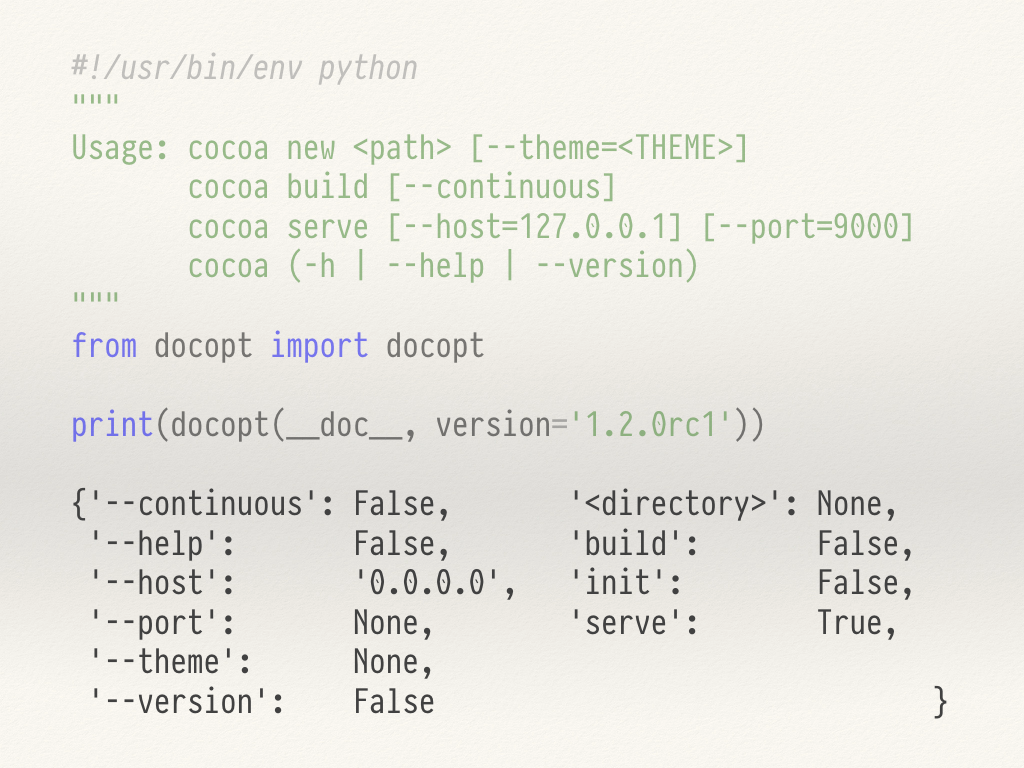 #!/usr/bin/env python
"""
Usage: cocoa new <path> [--theme=<THEME>]
       cocoa build [--continuous]
       cocoa serve [--host=127.0.0.1] [--port=9000]
       cocoa (-h | --help | --version)
"""
from docopt import docopt
print(docopt(__doc__, version='1.2.0rc1'))
{'--continuous': False,       '<directory>': None,
 '--help':       False,       'build':       False,
 '--host':       '0.0.0.0',   'init':        False,
 '--port':       None,        'serve':       True,
 '--theme':      None,
 '--version':    False                              }